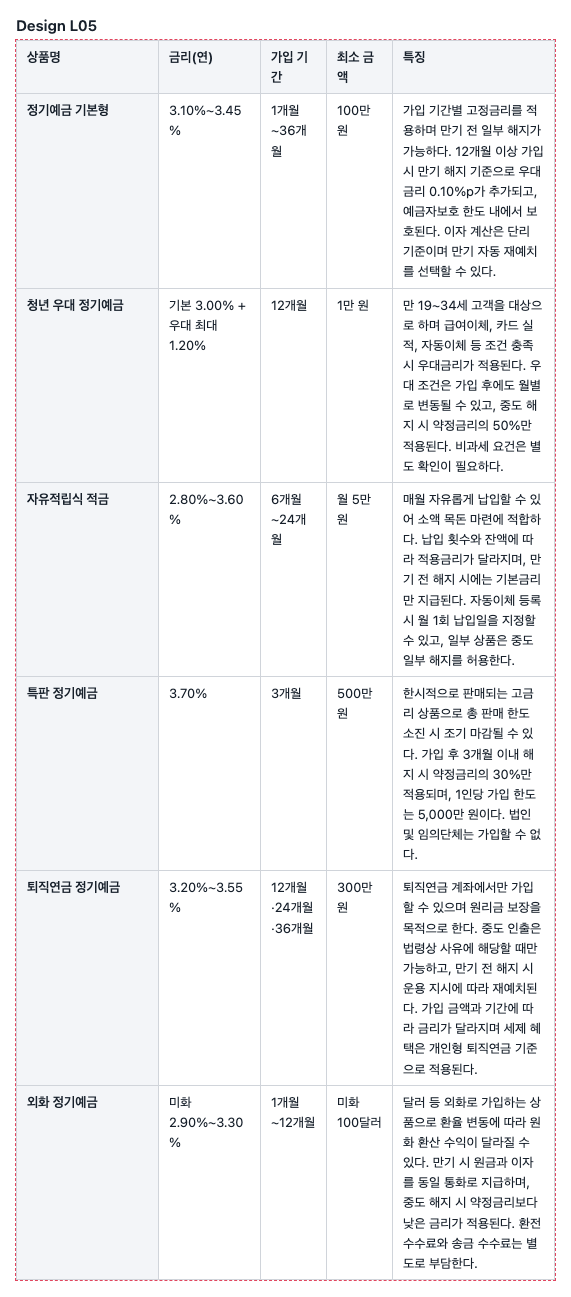 Design L05
상품명 금리(연) 가입 기 최소 금 특징
간 액
정기예금 기본형 3.10%~3.45 1개월 100만 가입 기간별 고정금리를 적
% ~36개 원 용하며 만기 전 일부 해지가
월 가능하다. 12개월 이상 가입
시 만기 해지 기준으로 우대
금리 0.10%p가 추가되고,
예금자보호 한도 내에서 보
호된다. 이자 계산은 단리
기준이며 만기 자동 재예치
를 선택할 수 있다.
청년 우대 정기예금 기본 3.00% + 12개월 1만 원 만 19~34세 고객을 대상으
우대 최대 로 하며 급여이체, 카드 실
1.20% 적, 자동이체 등 조건 충족
시 우대금리가 적용된다. 우
대 조건은 가입 후에도 월별
로 변동될 수 있고, 중도 해
지 시 약정금리의 50%만
적용된다. 비과세 요건은 별
도 확인이 필요하다.
자유적립식 적금 2.80%~3.60 6개월 월 5만 매월 자유롭게 납입할 수 있
% ~24개 원 어 소액 목돈 마련에 적합하
월 다. 납입 횟수와 잔액에 따
라 적용금리가 달라지며, 만
기 전 해지 시에는 기본금리
만 지급된다. 자동이체 등록
시 월 1회 납입일을 지정할
수 있고, 일부 상품은 중도
일부 해지를 허용한다.
특판 정기예금 3.70% 3개월 500만 한시적으로 판매되는 고금
원 리 상품으로 총 판매 한도
소진 시 조기 마감될 수 있
다. 가입 후 3개월 이내 해
지 시 약정금리의 30%만
적용되며, 1인당 가입 한도
는 5,000만 원이다. 법인
및 임의단체는 가입할 수 없
다.
퇴직연금 정기예금 3.20%~3.55 12개월 300만 퇴직연금 계좌에서만 가입
% ·24개월 원 할 수 있으며 원리금 보장을
·36개월 목적으로 한다. 중도 인출은
법령상 사유에 해당할 때만
가능하고, 만기 전 해지 시
운용 지시에 따라 재예치된
다. 가입 금액과 기간에 따
라 금리가 달라지며 세제 혜
택은 개인형 퇴직연금 기준
으로 적용된다.
외화 정기예금 미화 1개월 미화 달러 등 외화로 가입하는 상
2.90%~3.30 ~12개월 100달러 품으로 환율 변동에 따라 원
% 화 환산 수익이 달라질 수
있다. 만기 시 원금과 이자
를 동일 통화로 지급하며,
중도 해지 시 약정금리보다
낮은 금리가 적용된다. 환전
수수료와 송금 수수료는 별
도로 부담한다.